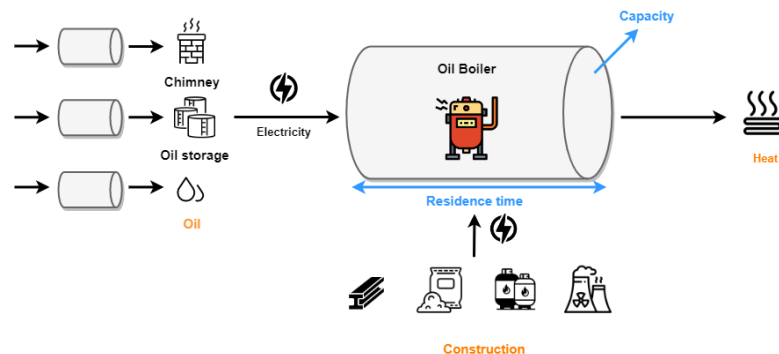 Capacity
Oil Boiler
Chimney
Electricity
Oil storage
Heat
Residence time
Oil
Construction